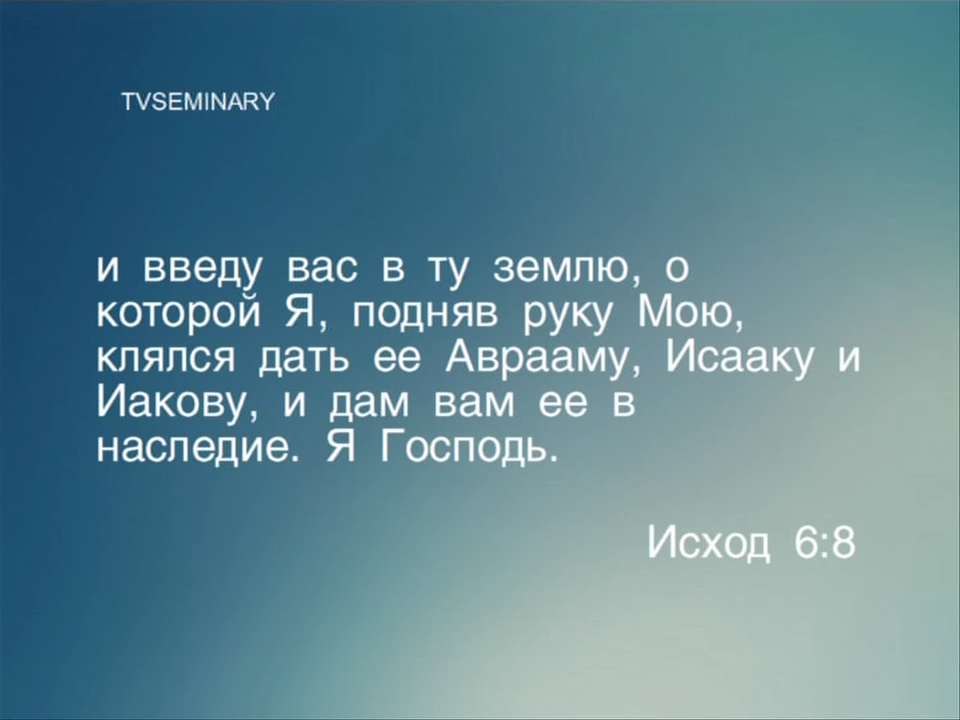 TVSEMINARY
и введу вас в ту землю, о
которой Я, подняв руку Мою,
клялся дать ее Аврааму, Исааку и
Иакову, и дам вам ее в
наследие. Я Господь.
Исход 6:8